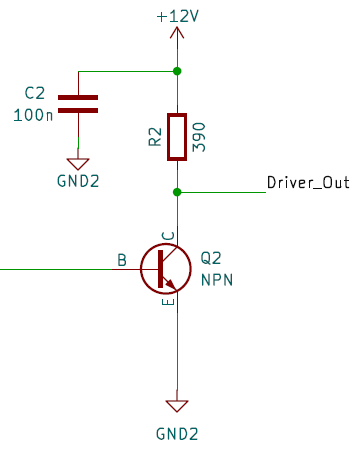 +12V
C2
100n
R2
390
GND2
Driver_Out
C
B
Q2
NPN
E
GND2